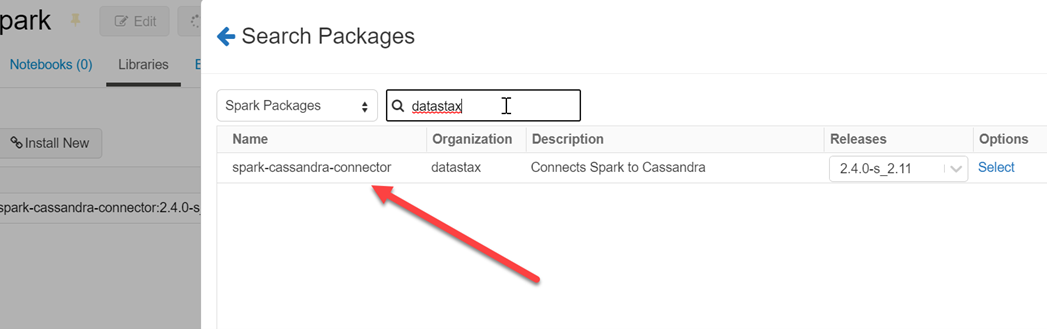 park
Edit
Notebooks (0)
Libraries
Install New
spark-cassandra-connector:2.4.0-s_
Search Packages
Spark Packages
datastax
Name Organization Description Releases Options
spark-cassandra-connector datastax Connects Spark to Cassandra 2.4.0-s_2.11 Select